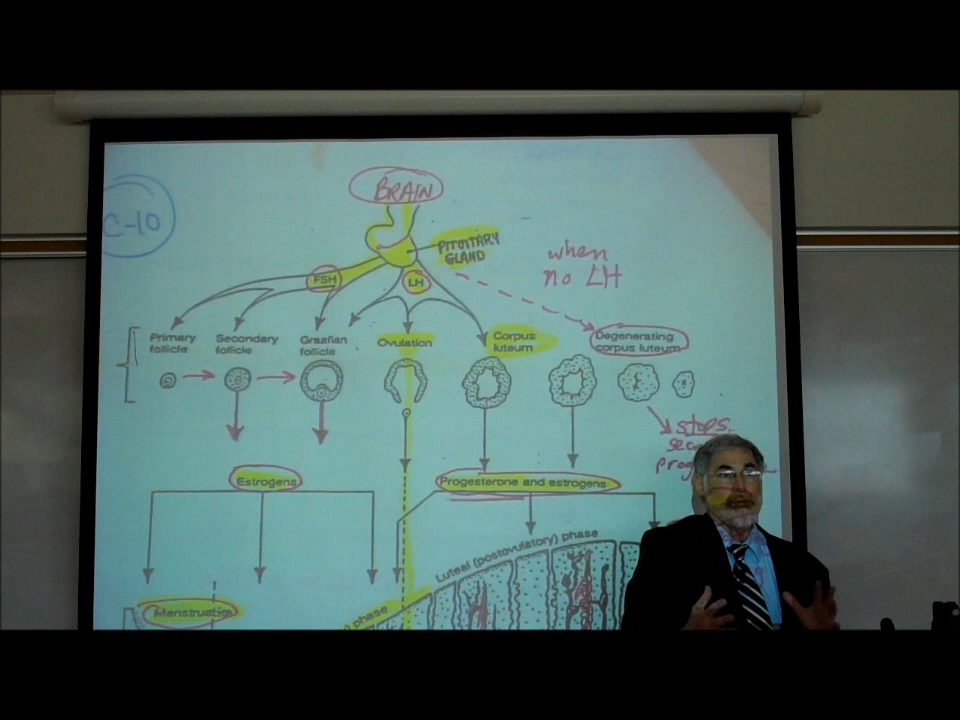 BRAIN
C-10
PITUITARY
GLAND
when
no LH
FSH
LH
Primary
follicle
Secondary
follicle
Graafian
follicle
Ovulation
Corpus
luteum
Degenerating
corpus luteum
stops
Estrogens
Progesterone and estrogens
Luteal (postovulatory) phase
Menstruation
phase